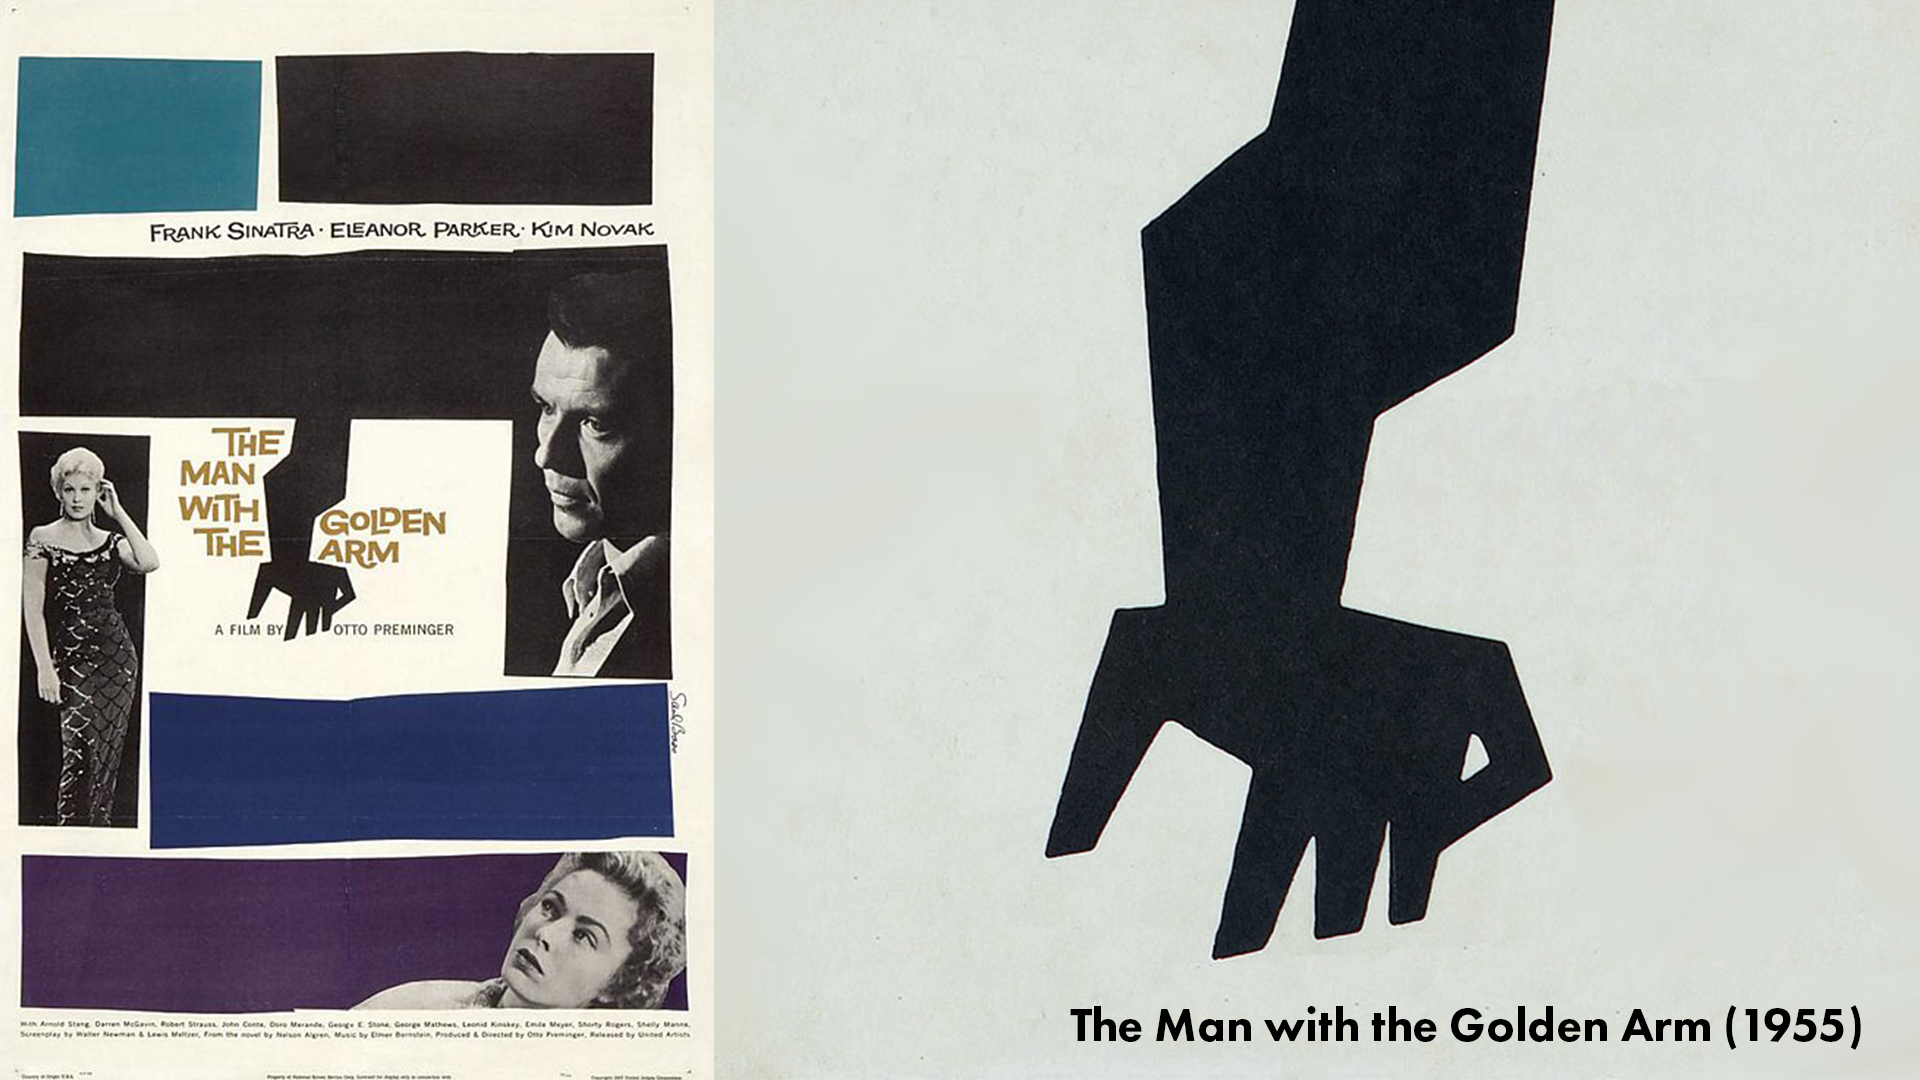 FRANK SINATRA · ELEANOR PARKER · KIM NOVAK
THE
MAN
WITH
THE
GOLDEN
ARM
A FILM BY OTTO PREMINGER
Saul Bass
With Arnold Stang, Darren McGavin, Robert Strauss, John Conte, Doro Merande, George E. Stone, George Mathews, Leonid Kinskey, Emile Meyer, Shorty Rogers, Shelly Manne,
Screenplay by Walter Newman & Lewis Meltzer, From the novel by Nelson Algren, Music by Elmer Bernstein, Produced & Directed by Otto Preminger, Released by United Artists
The Man with the Golden Arm (1955)